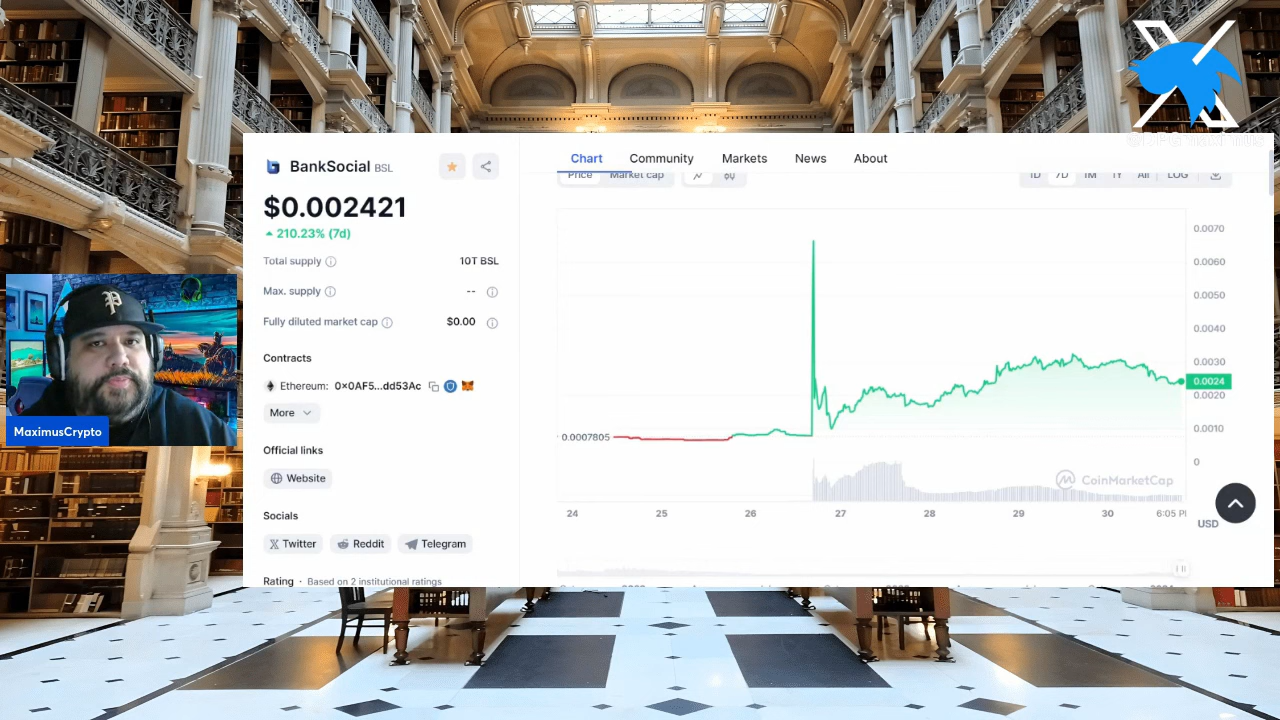 BankSocial BSL
$0.002421
210.23% (7d)
Total supply
10T BSL
Max. supply
--
Fully diluted market cap
$0.00
Contracts
Ethereum: 0x0AF5...dd53Ac
More
Official links
Website
Socials
Twitter Reddit Telegram
Rating · Based on 2 institutional ratings
Chart Community Markets News About
Price Market cap
1D 7D 1M 1Y All LOG
0.0070
0.0060
0.0050
0.0040
0.0030
0.0024
0.0020
0.0010
0
0.0007805
CoinMarketCap
24 25 26 27 28 29 30 6:05 PM
USD
MaximusCrypto
P